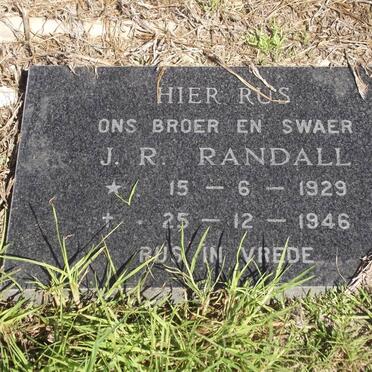 HIER RUS
ONS BROER EN SWAER
J. R. RANDALL
★ 15 – 6 – 1929
✝ 25 – 12 – 1946
RUS IN VREDE